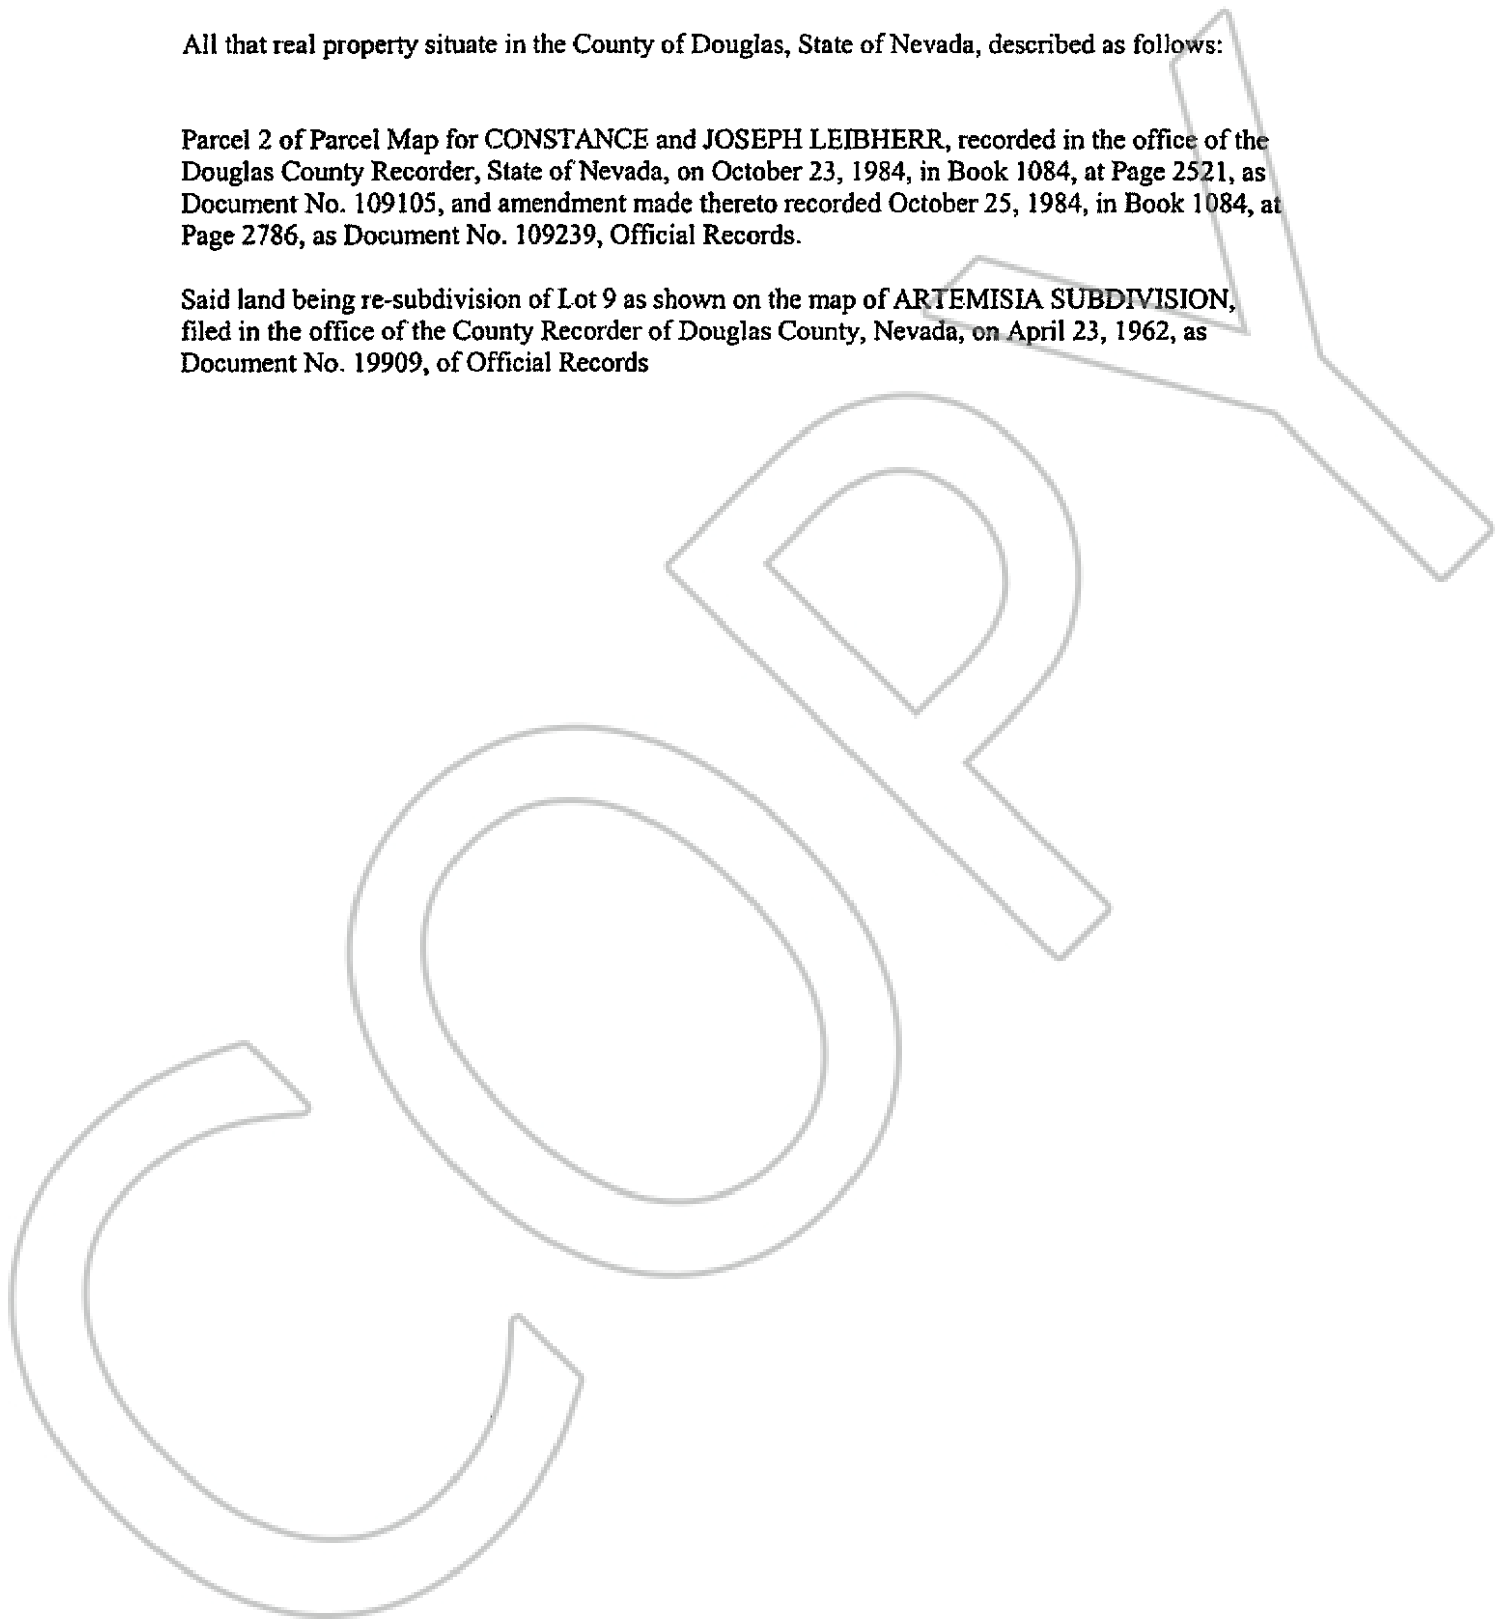 All that real property situate in the County of Douglas, State of Nevada, described as follows:
Parcel 2 of Parcel Map for CONSTANCE and JOSEPH LEIBHERR, recorded in the office of the
Douglas County Recorder, State of Nevada, on October 23, 1984, in Book 1084, at Page 2521, as
Document No. 109105, and amendment made thereto recorded October 25, 1984, in Book 1084, at
Page 2786, as Document No. 109239, Official Records.
Said land being re-subdivision of Lot 9 as shown on the map of ARTEMISIA SUBDIVISION,
filed in the office of the County Recorder of Douglas County, Nevada, on April 23, 1962, as
Document No. 19909, of Official Records
COPY